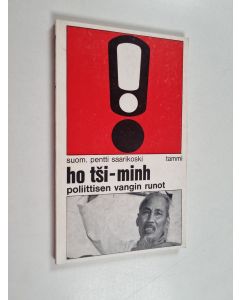 suom. pentti saarikoski tammi
ho tši-minh
poliittisen vangin runot